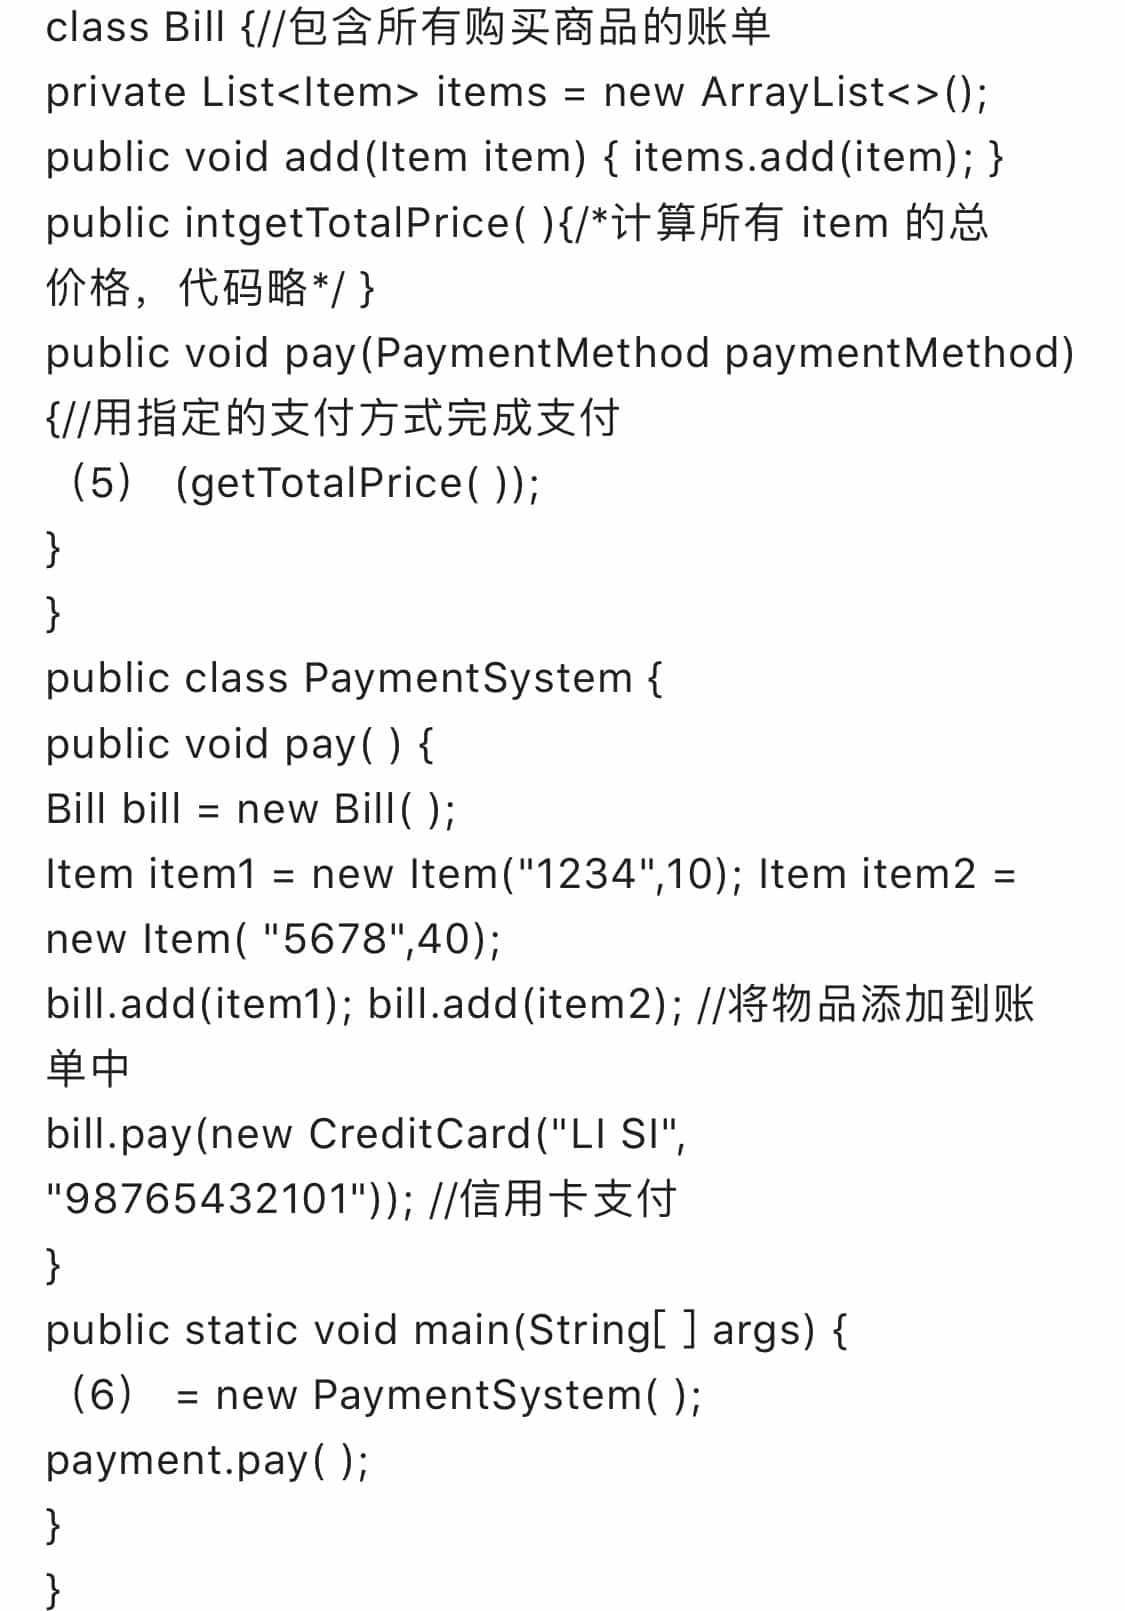 class Bill {//包含所有购买商品的账单
private List<Item> items = new ArrayList<>();
public void add(Item item) { items.add(item); }
public intgetTotalPrice( ){/*计算所有 item 的总
价格，代码略*/ }
public void pay(PaymentMethod paymentMethod)
{//用指定的支付方式完成支付
（5） (getTotalPrice( ));
}
}
public class PaymentSystem {
public void pay( ) {
Bill bill = new Bill( );
Item item1 = new Item("1234",10); Item item2 =
new Item( "5678",40);
bill.add(item1); bill.add(item2); //将物品添加到账
单中
bill.pay(new CreditCard("LI SI",
"98765432101")); //信用卡支付
}
public static void main(String[ ] args) {
（6） = new PaymentSystem( );
payment.pay( );
}
}